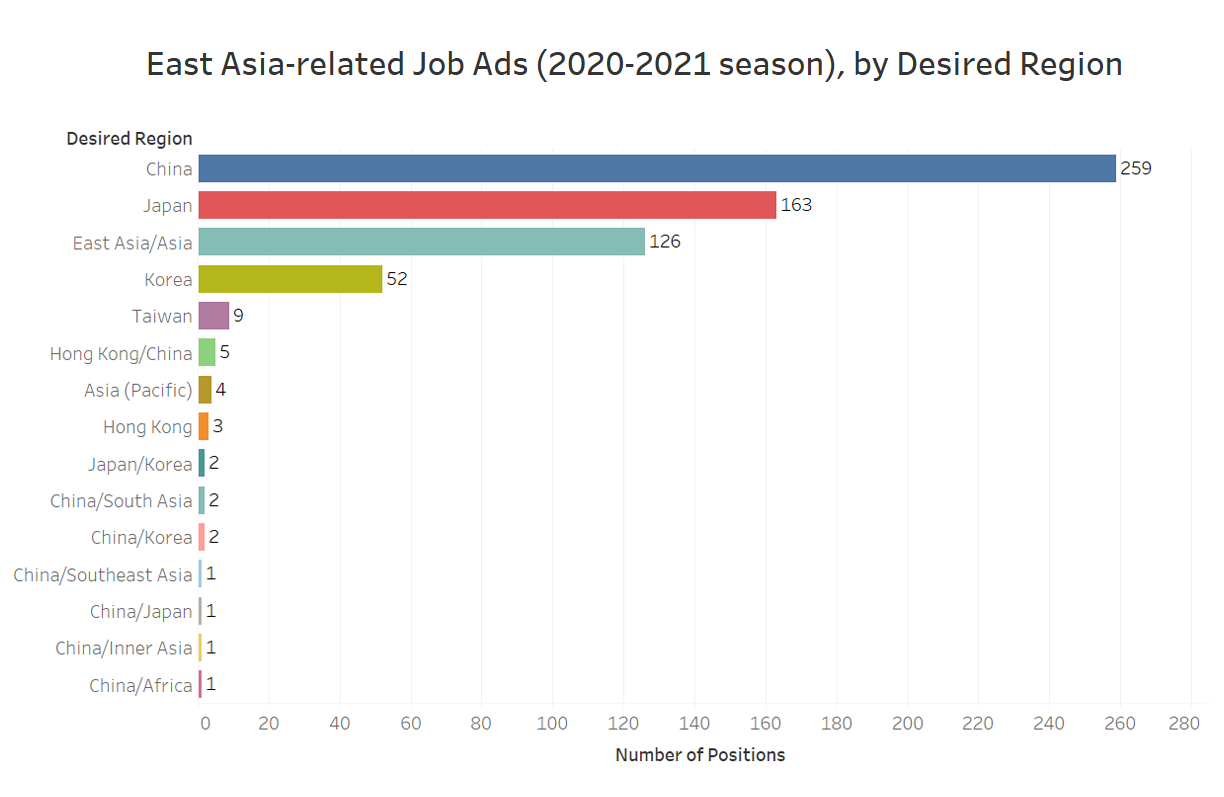 East Asia-related Job Ads (2020-2021 season), by Desired Region
Desired Region
China 259
Japan 163
East Asia/Asia 126
Korea 52
Taiwan 9
Hong Kong/China 5
Asia (Pacific) 4
Hong Kong 3
Japan/Korea 2
China/South Asia 2
China/Korea 2
China/Southeast Asia 1
China/Japan 1
China/Inner Asia 1
China/Africa 1
0 20 40 60 80 100 120 140 160 180 200 220 240 260 280
Number of Positions